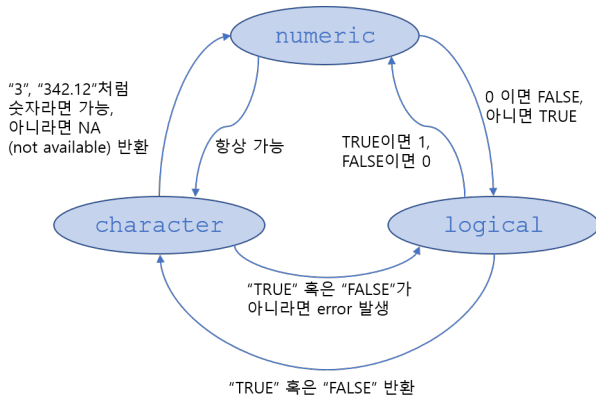 numeric
“3”, “342.12”처럼
숫자라면 가능,
아니라면 NA
(not available) 반환
항상 가능
TRUE이면 1,
FALSE이면 0
0 이면 FALSE,
아니면 TRUE
character
logical
“TRUE” 혹은 “FALSE”가
아니라면 error 발생
“TRUE” 혹은 “FALSE” 반환